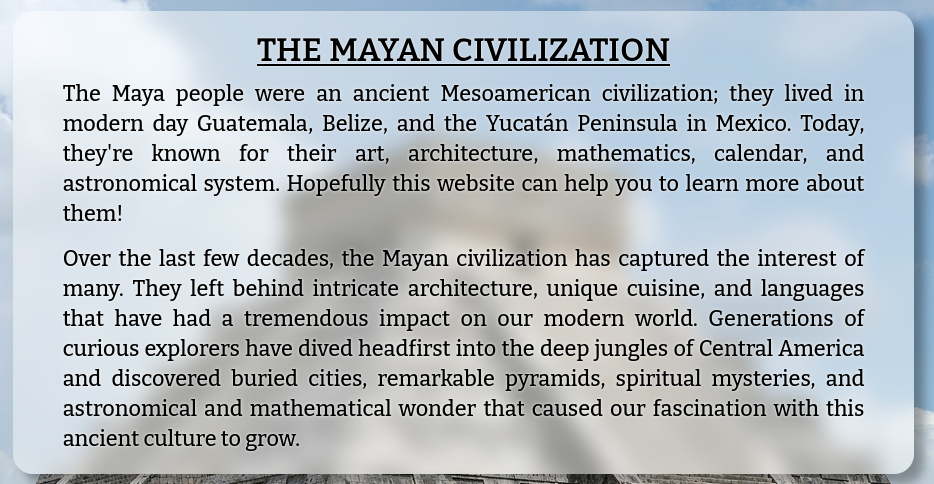 THE MAYAN CIVILIZATION
The Maya people were an ancient Mesoamerican civilization; they lived in
modern day Guatemala, Belize, and the Yucatán Peninsula in Mexico. Today,
they're known for their art, architecture, mathematics, calendar, and
astronomical system. Hopefully this website can help you to learn more about
them!
Over the last few decades, the Mayan civilization has captured the interest of
many. They left behind intricate architecture, unique cuisine, and languages
that have had a tremendous impact on our modern world. Generations of
curious explorers have dived headfirst into the deep jungles of Central America
and discovered buried cities, remarkable pyramids, spiritual mysteries, and
astronomical and mathematical wonder that caused our fascination with this
ancient culture to grow.